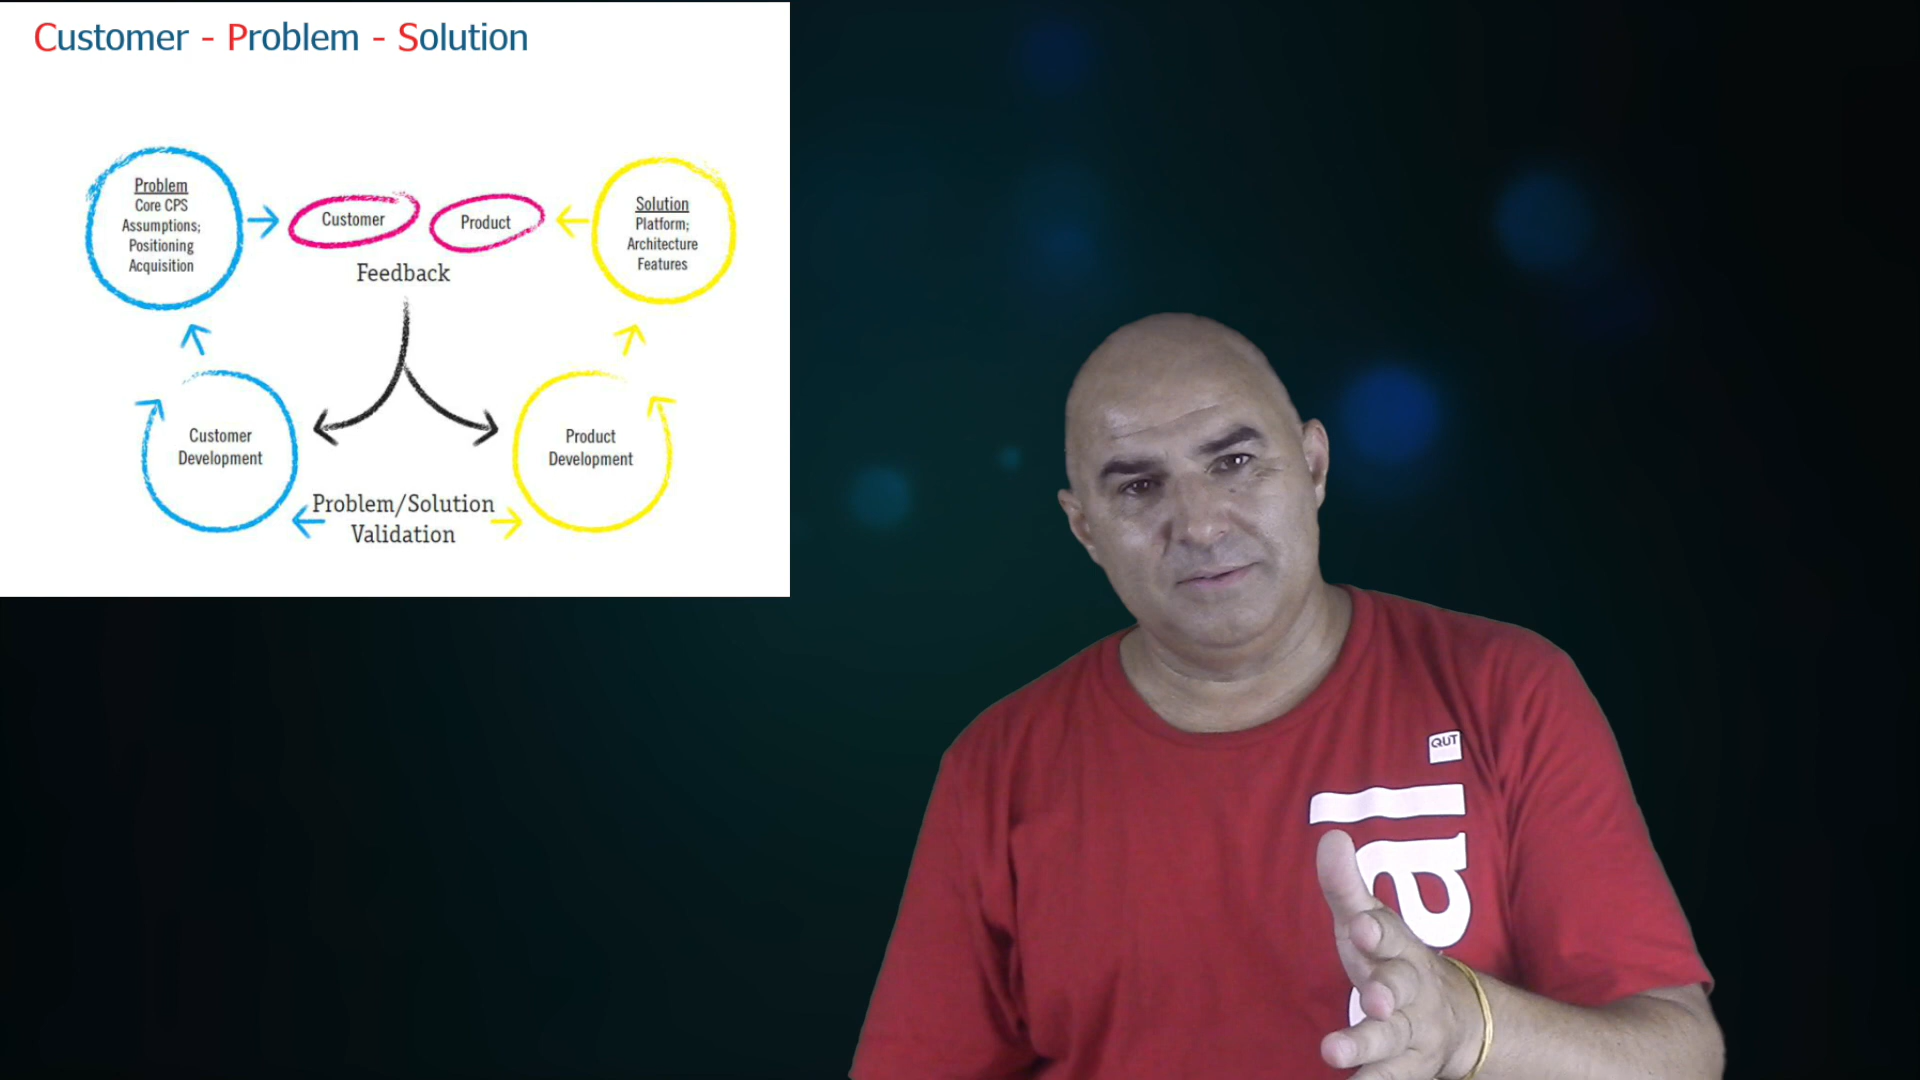 Customer - Problem - Solution
Problem
Core CPS
Assumptions;
Positioning
Acquisition
Customer
Product
Feedback
Solution
Platform;
Architecture
Features
Customer
Development
Product
Development
Problem/Solution
Validation
QUT
al.